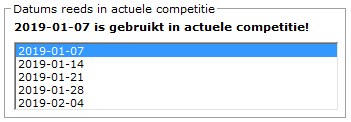 Datums reeds in actuele competitie
2019-01-07 is gebruikt in actuele competitie!
2019-01-07
2019-01-14
2019-01-21
2019-01-28
2019-02-04